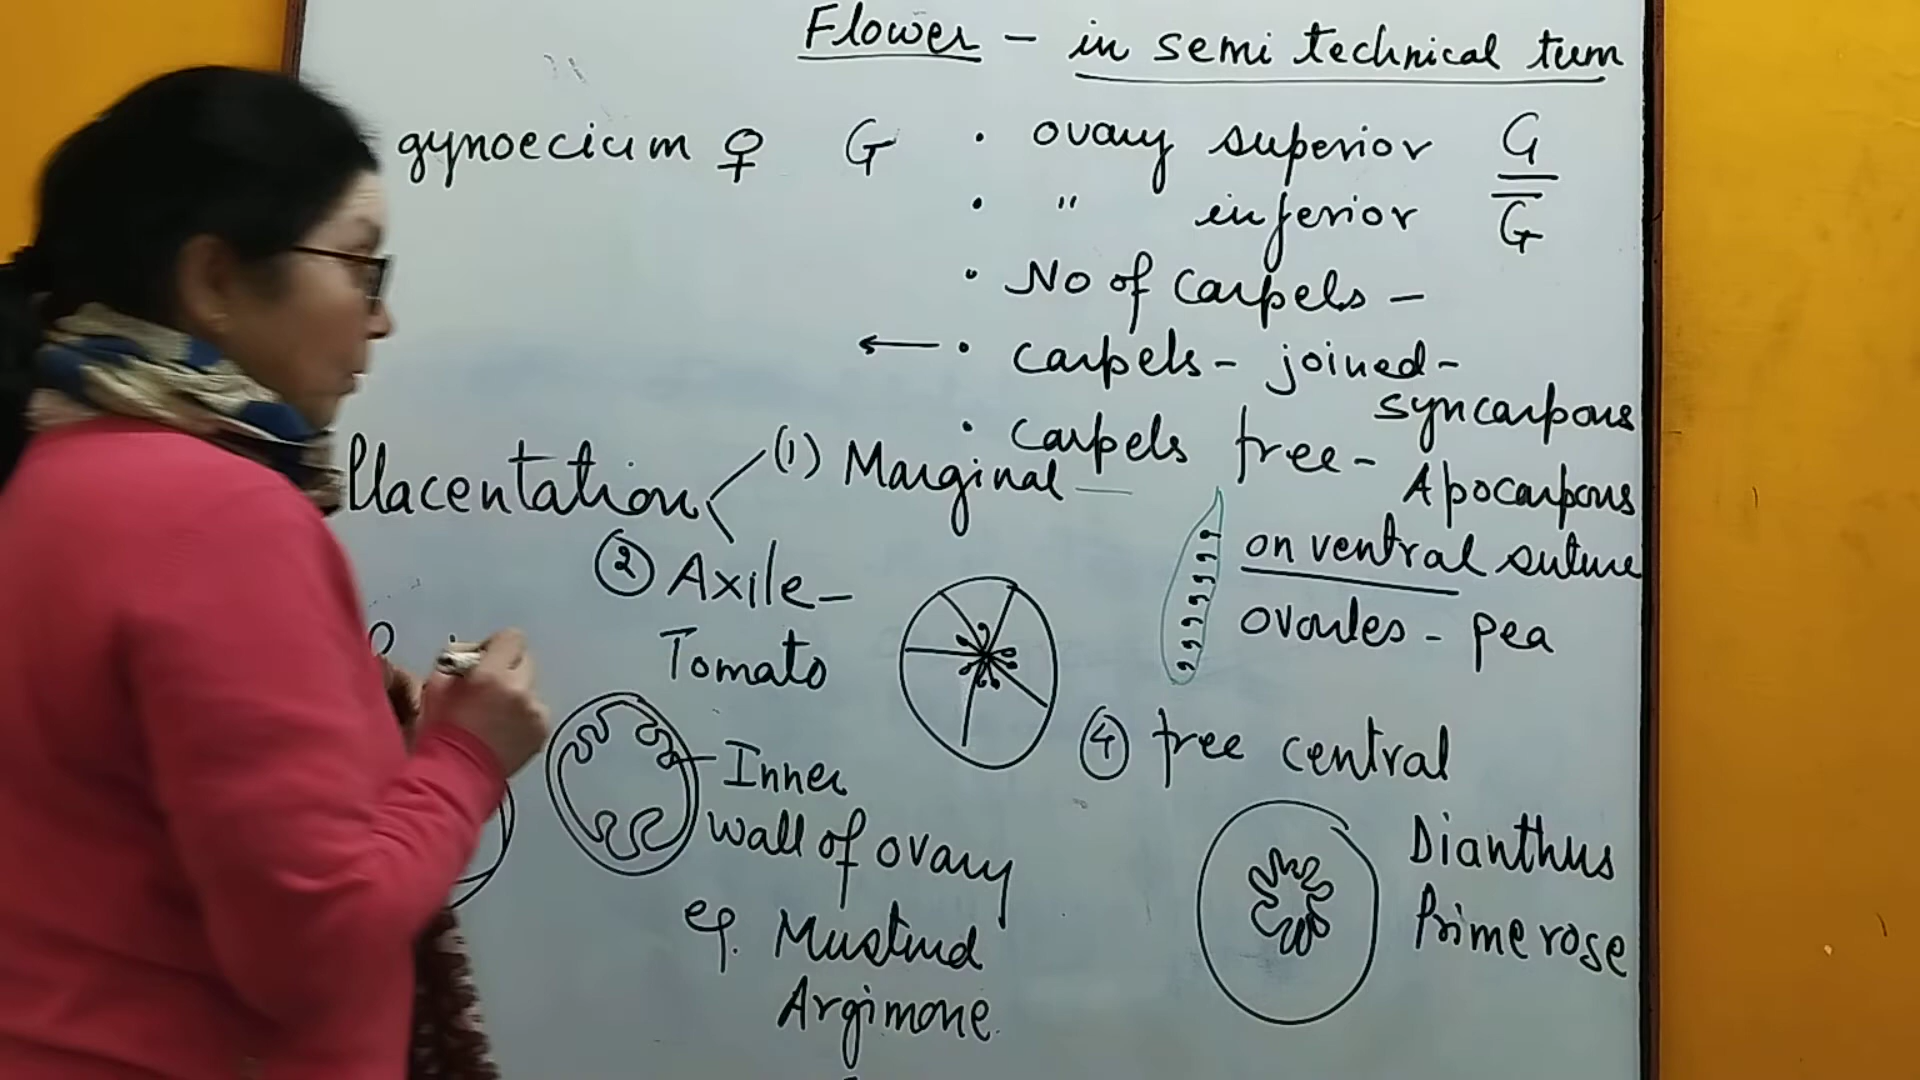 Flower - in semi technical term
gynoecium ♀ G • ovary superior G
• " inferior G
• No of carpels -
← • carpels - joined -
syncarpous
• carpels free -
Apocarpous
Placentation (1) Marginal —
on ventral suture
② Axile -
ovoules - pea
Tomato
④ free central
Inner
wall of ovary
Dianthus
Primerose
eg. Mustard
Argimone